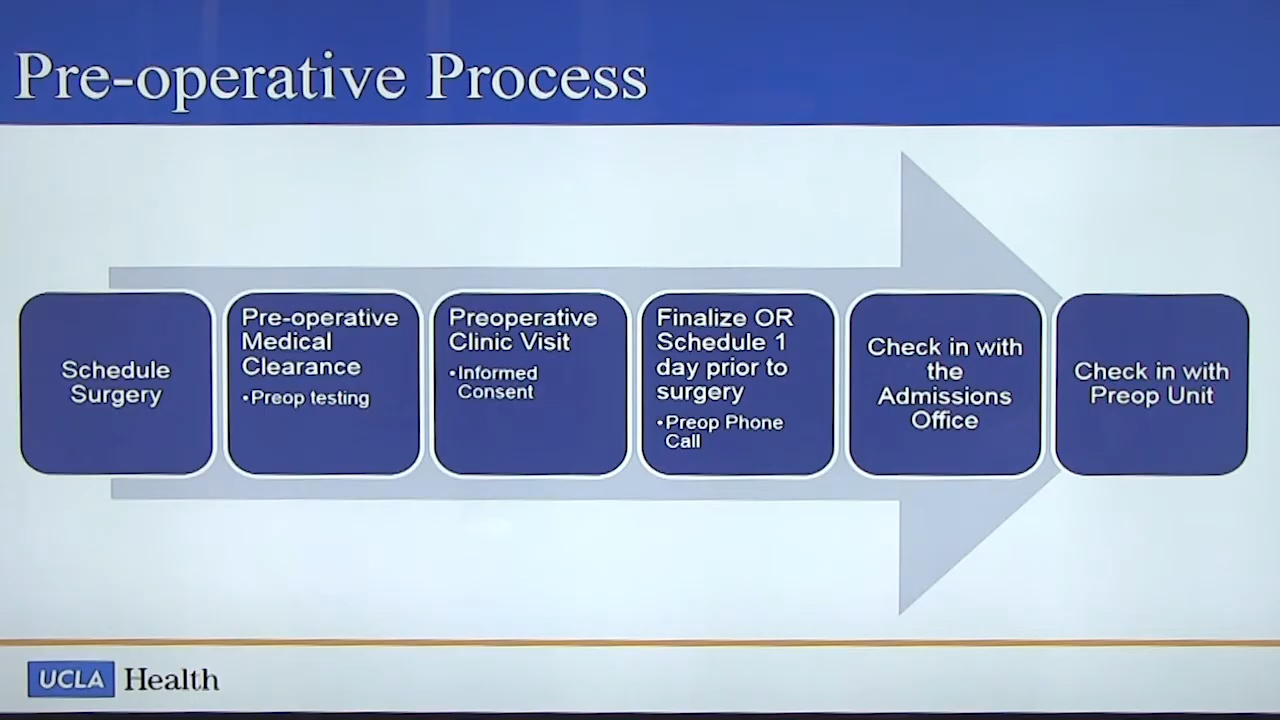 Pre-operative Process
Schedule
Surgery
Pre-operative
Medical
Clearance
•Preop testing
Preoperative
Clinic Visit
•Informed
Consent
Finalize OR
Schedule 1
day prior to
surgery
•Preop Phone
Call
Check in with
the
Admissions
Office
Check in with
Preop Unit
UCLA Health